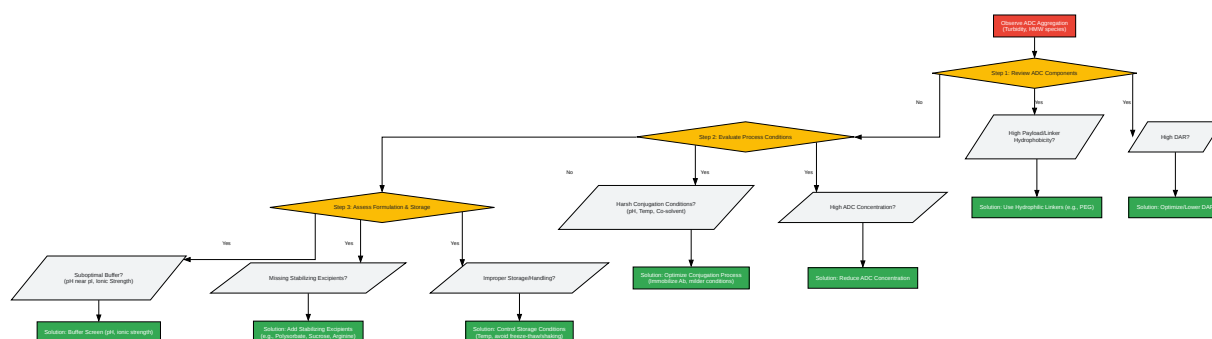 Observe ADC Aggregation
(Turbidity, HMW species)
Step 1: Review ADC Components
No
Yes
Yes
High Payload/Linker
Hydrophobicity?
High DAR?
Step 2: Evaluate Process Conditions
No
Yes
Yes
Harsh Conjugation Conditions?
(pH, Temp, Co-solvent)
High ADC Concentration?
Solution: Use Hydrophilic Linkers (e.g., PEG)
Solution: Optimize/Lower DAR
Step 3: Assess Formulation & Storage
Yes
Yes
Yes
Suboptimal Buffer?
(pH near pI, Ionic Strength)
Missing Stabilizing Excipients?
Improper Storage/Handling?
Solution: Optimize Conjugation Process
(Immobilize Ab, milder conditions)
Solution: Reduce ADC Concentration
Solution: Buffer Screen (pH, ionic strength)
Solution: Add Stabilizing Excipients
(e.g., Polysorbate, Sucrose, Arginine)
Solution: Control Storage Conditions
(Temp, avoid freeze-thaw/shaking)